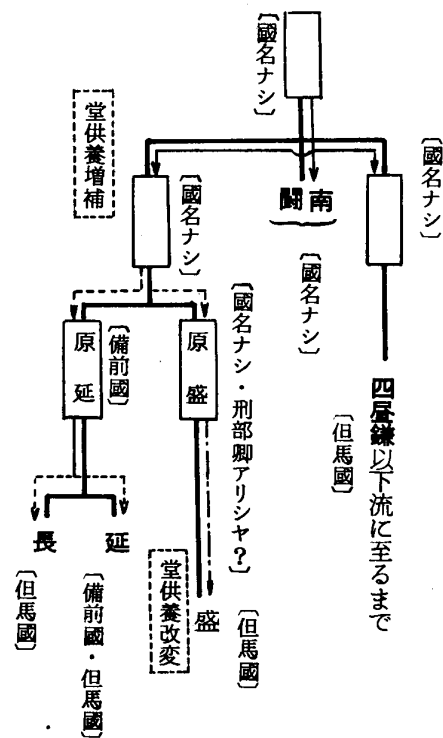 〔國名ナシ〕
〔國名ナシ〕
南
闘
〔國名ナシ〕
四昼鎌以下流に至るまで
〔但馬國〕
〔國名ナシ〕
堂供養増補
〔國名ナシ・刑部卿アリシヤ？〕
原盛
〔備前國〕
原延
盛
〔但馬國〕
堂供養改変
延
〔備前國・但馬國〕
長
〔但馬國〕